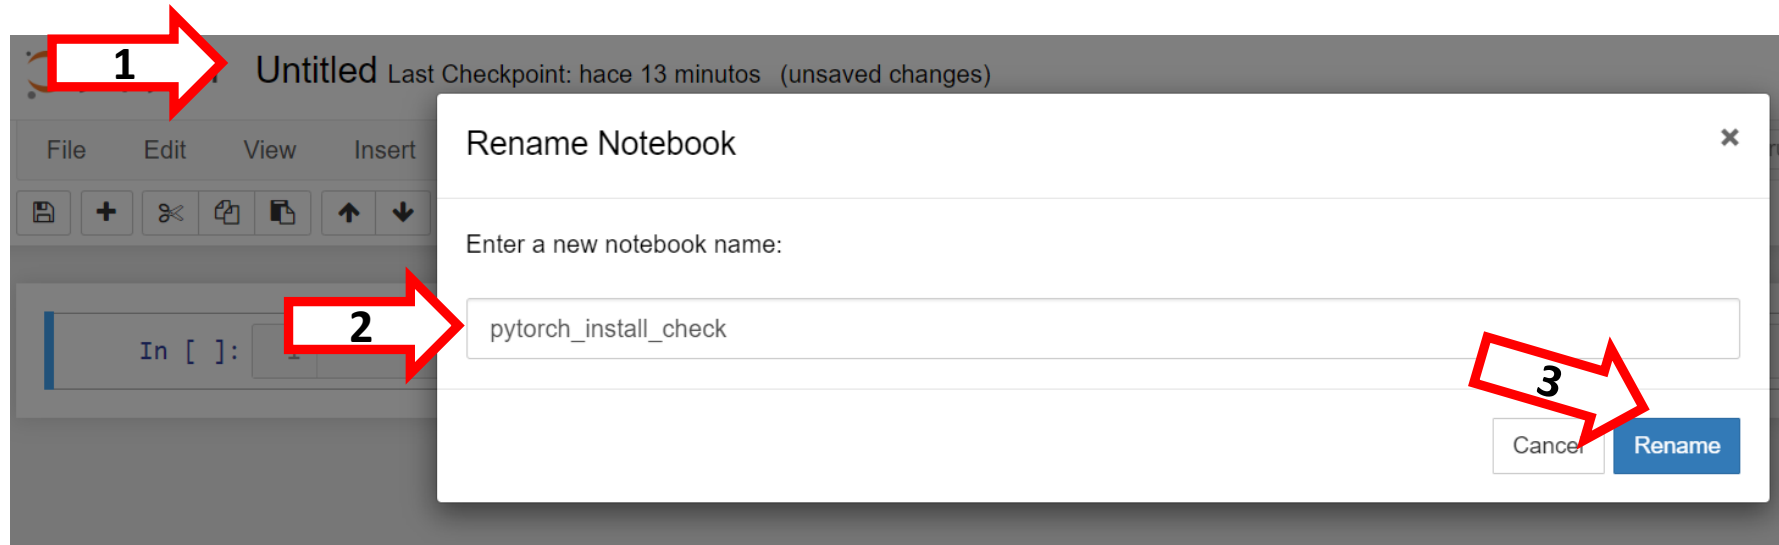 1
Untitled Last Checkpoint: hace 13 minutos (unsaved changes)
File Edit View Insert
Rename Notebook
Enter a new notebook name:
2
pytorch_install_check
In [ ]: 1
3
Cancel Rename